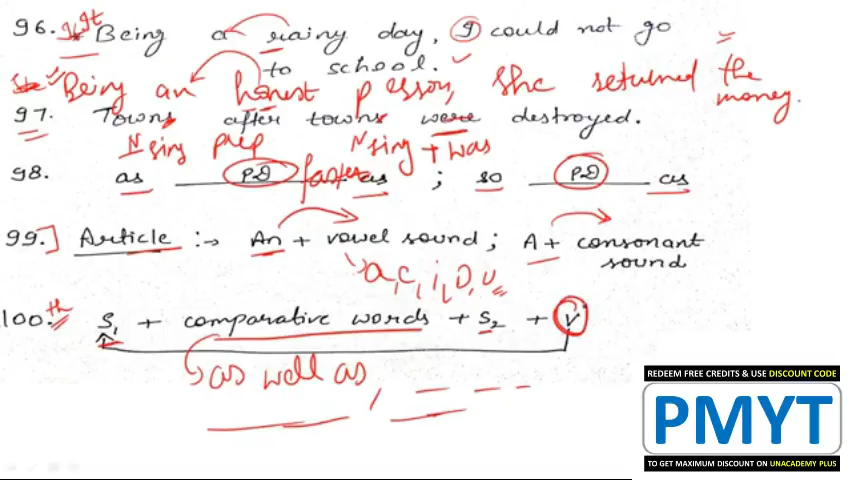 96. It Being a rainy day, I could not go
to school.
Being an honest person, she returned the
money.
97. Towns after towns were destroyed.
N sing prep N sing + was
98. as PD faster as ; so PD as
99. Article :→ An + vowel sound ; A + consonant
sound
a, e, i, o, u
100.th S1 + comparative words + S2 + V
as well as,
REDEEM FREE CREDITS & USE DISCOUNT CODE
PMYT
TO GET MAXIMUM DISCOUNT ON UNACADEMY PLUS